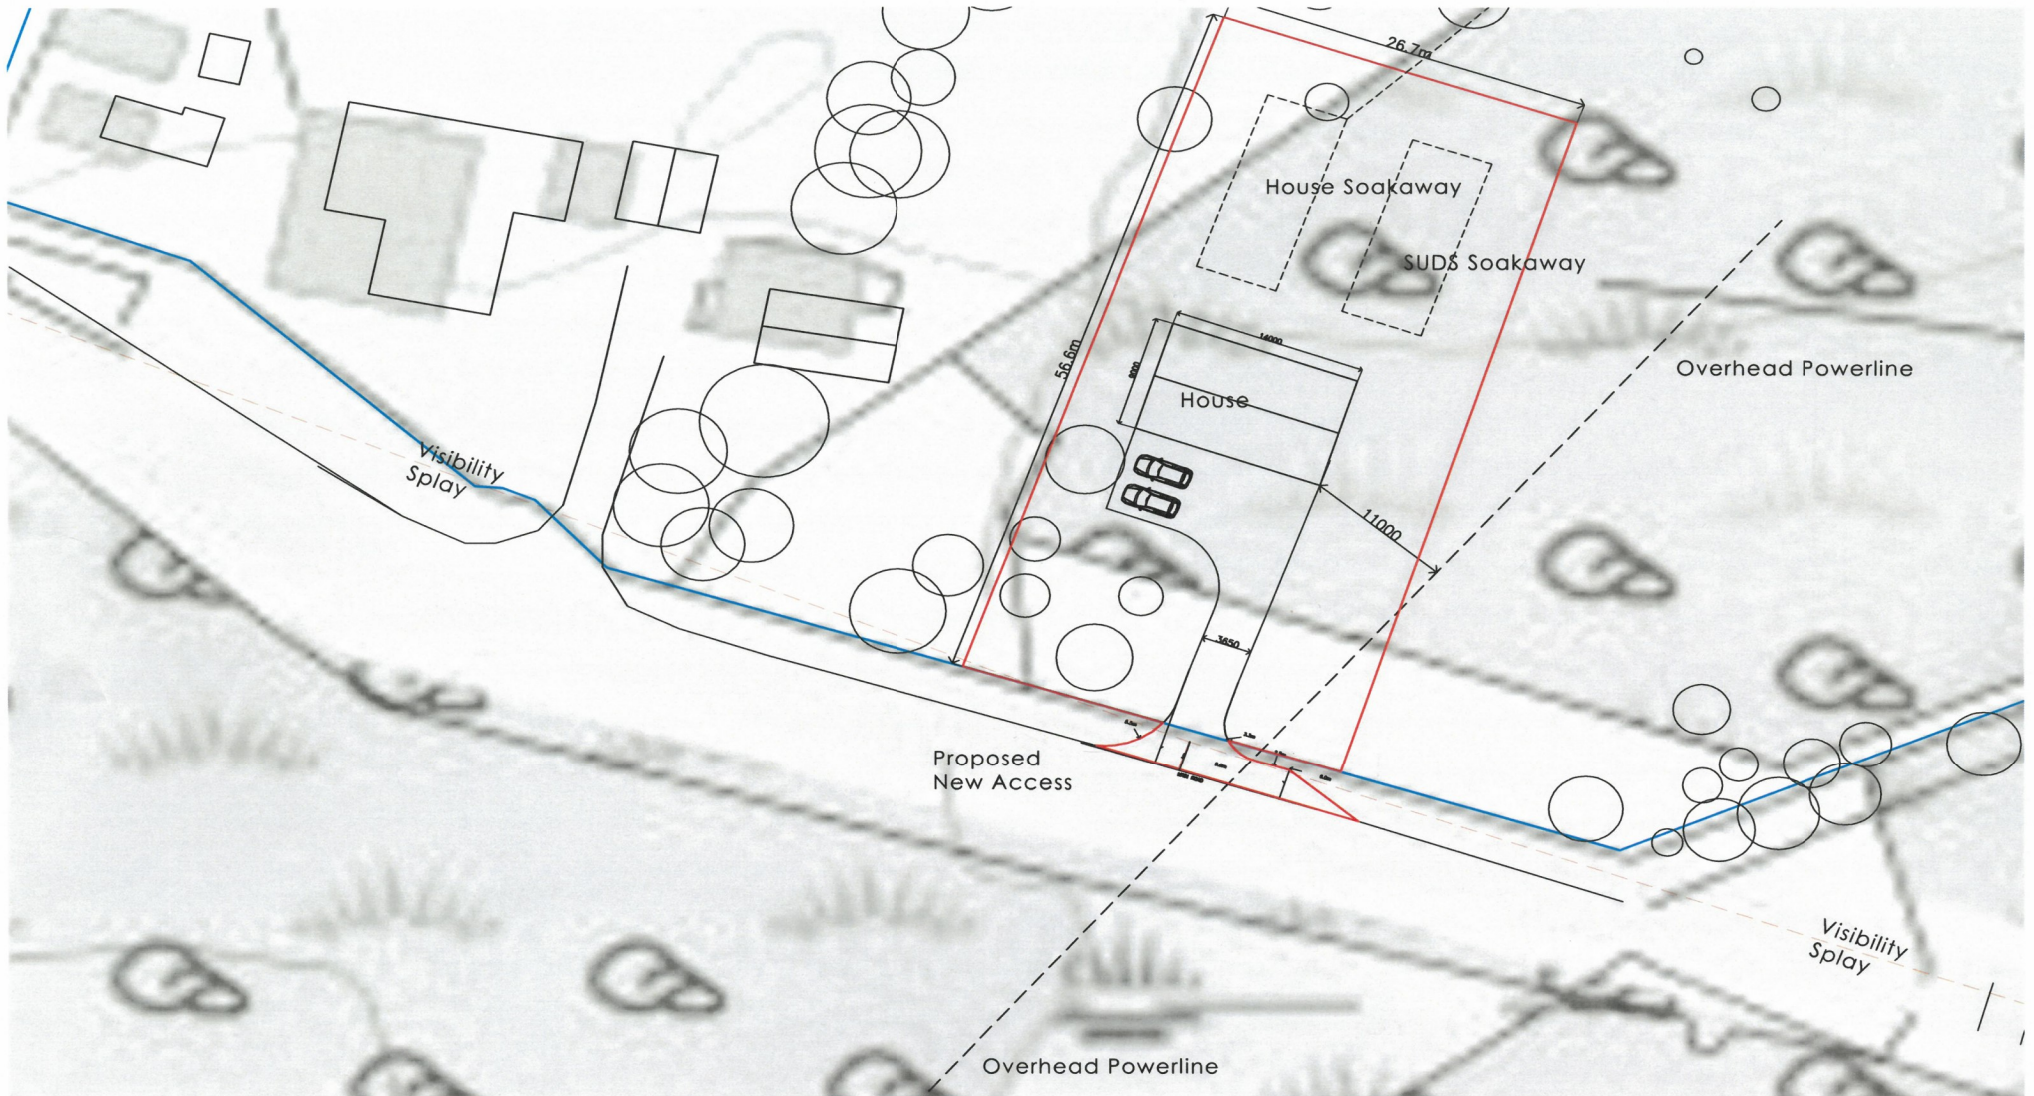 26.7m
House Soakaway
SUDS Soakaway
56.6m
14000
Overhead Powerline
House
Visibility
Splay
11000
3650
Proposed
New Access
Visibility
Splay
Overhead Powerline